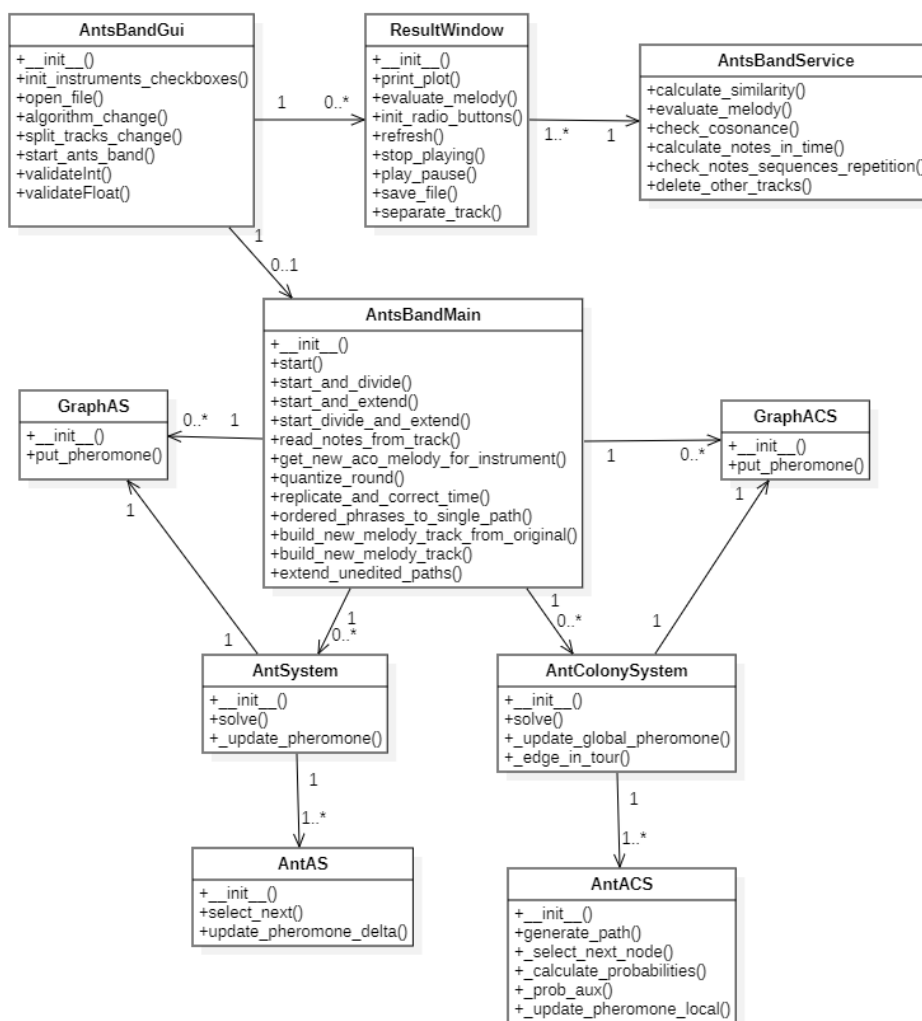 AntsBandGui
+__init__()
+init_instruments_checkboxes()
+open_file()
+algorithm_change()
+split_tracks_change()
+start_ants_band()
+validateInt()
+validateFloat()
1
0..*
ResultWindow
+__init__()
+print_plot()
+evaluate_melody()
+init_radio_buttons()
+refresh()
+stop_playing()
+play_pause()
+save_file()
+separate_track()
1..*
1
AntsBandService
+calculate_similarity()
+evaluate_melody()
+check_cosonance()
+calculate_notes_in_time()
+check_notes_sequences_repetition()
+delete_other_tracks()
1
0..1
AntsBandMain
+__init__()
+start()
+start_and_divide()
+start_and_extend()
+start_divide_and_extend()
+read_notes_from_track()
+get_new_aco_melody_for_instrument()
+quantize_round()
+replicate_and_correct_time()
+ordered_phrases_to_single_path()
+build_new_melody_track_from_original()
+build_new_melody_track()
+extend_unedited_paths()
GraphAS
+__init__()
+put_pheromone()
0..*
1
GraphACS
+__init__()
+put_pheromone()
1
0..*
1
1
1
0..*
1
0..*
1
1
AntSystem
+__init__()
+solve()
+_update_pheromone()
AntColonySystem
+__init__()
+solve()
+_update_global_pheromone()
+_edge_in_tour()
1
1..*
1
1..*
AntAS
+__init__()
+select_next()
+update_pheromone_delta()
AntACS
+__init__()
+generate_path()
+_select_next_node()
+_calculate_probabilities()
+_prob_aux()
+_update_pheromone_local()